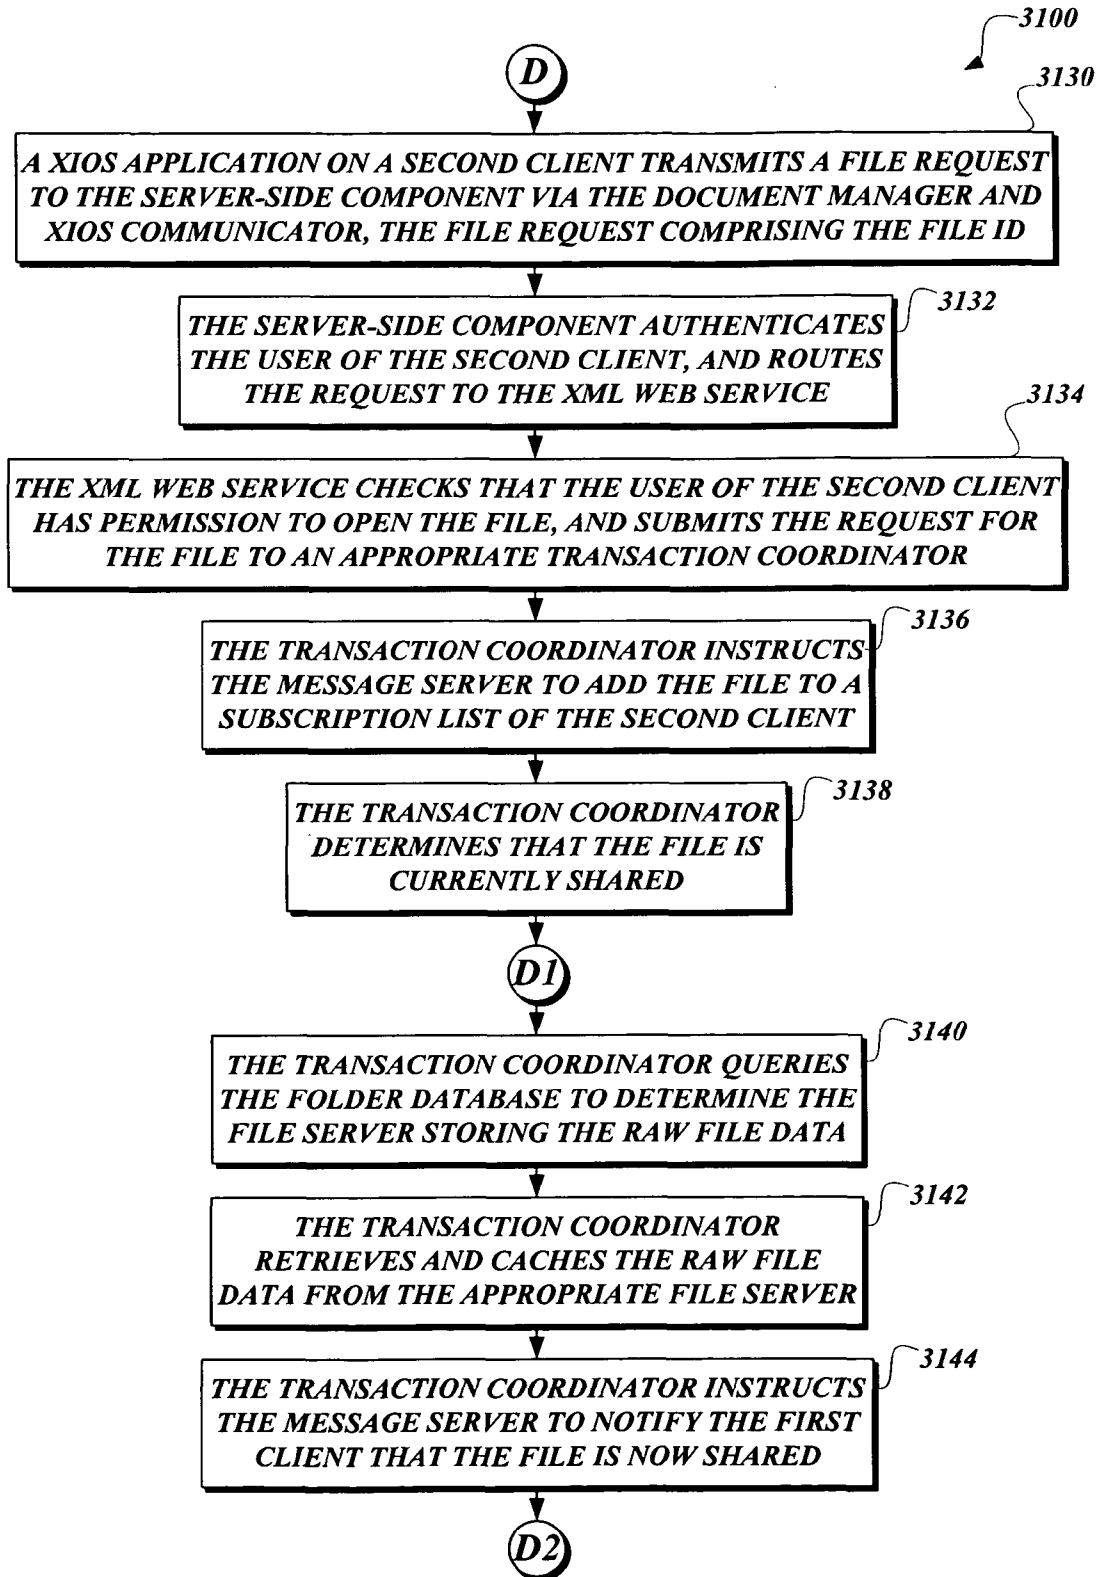 3100
D
3130
A XIOS APPLICATION ON A SECOND CLIENT TRANSMITS A FILE REQUEST
TO THE SERVER-SIDE COMPONENT VIA THE DOCUMENT MANAGER AND
XIOS COMMUNICATOR, THE FILE REQUEST COMPRISING THE FILE ID
3132
THE SERVER-SIDE COMPONENT AUTHENTICATES
THE USER OF THE SECOND CLIENT, AND ROUTES
THE REQUEST TO THE XML WEB SERVICE
3134
THE XML WEB SERVICE CHECKS THAT THE USER OF THE SECOND CLIENT
HAS PERMISSION TO OPEN THE FILE, AND SUBMITS THE REQUEST FOR
THE FILE TO AN APPROPRIATE TRANSACTION COORDINATOR
3136
THE TRANSACTION COORDINATOR INSTRUCTS
THE MESSAGE SERVER TO ADD THE FILE TO A
SUBSCRIPTION LIST OF THE SECOND CLIENT
3138
THE TRANSACTION COORDINATOR
DETERMINES THAT THE FILE IS
CURRENTLY SHARED
D1
3140
THE TRANSACTION COORDINATOR QUERIES
THE FOLDER DATABASE TO DETERMINE THE
FILE SERVER STORING THE RAW FILE DATA
3142
THE TRANSACTION COORDINATOR
RETRIEVES AND CACHES THE RAW FILE
DATA FROM THE APPROPRIATE FILE SERVER
3144
THE TRANSACTION COORDINATOR INSTRUCTS
THE MESSAGE SERVER TO NOTIFY THE FIRST
CLIENT THAT THE FILE IS NOW SHARED
D2